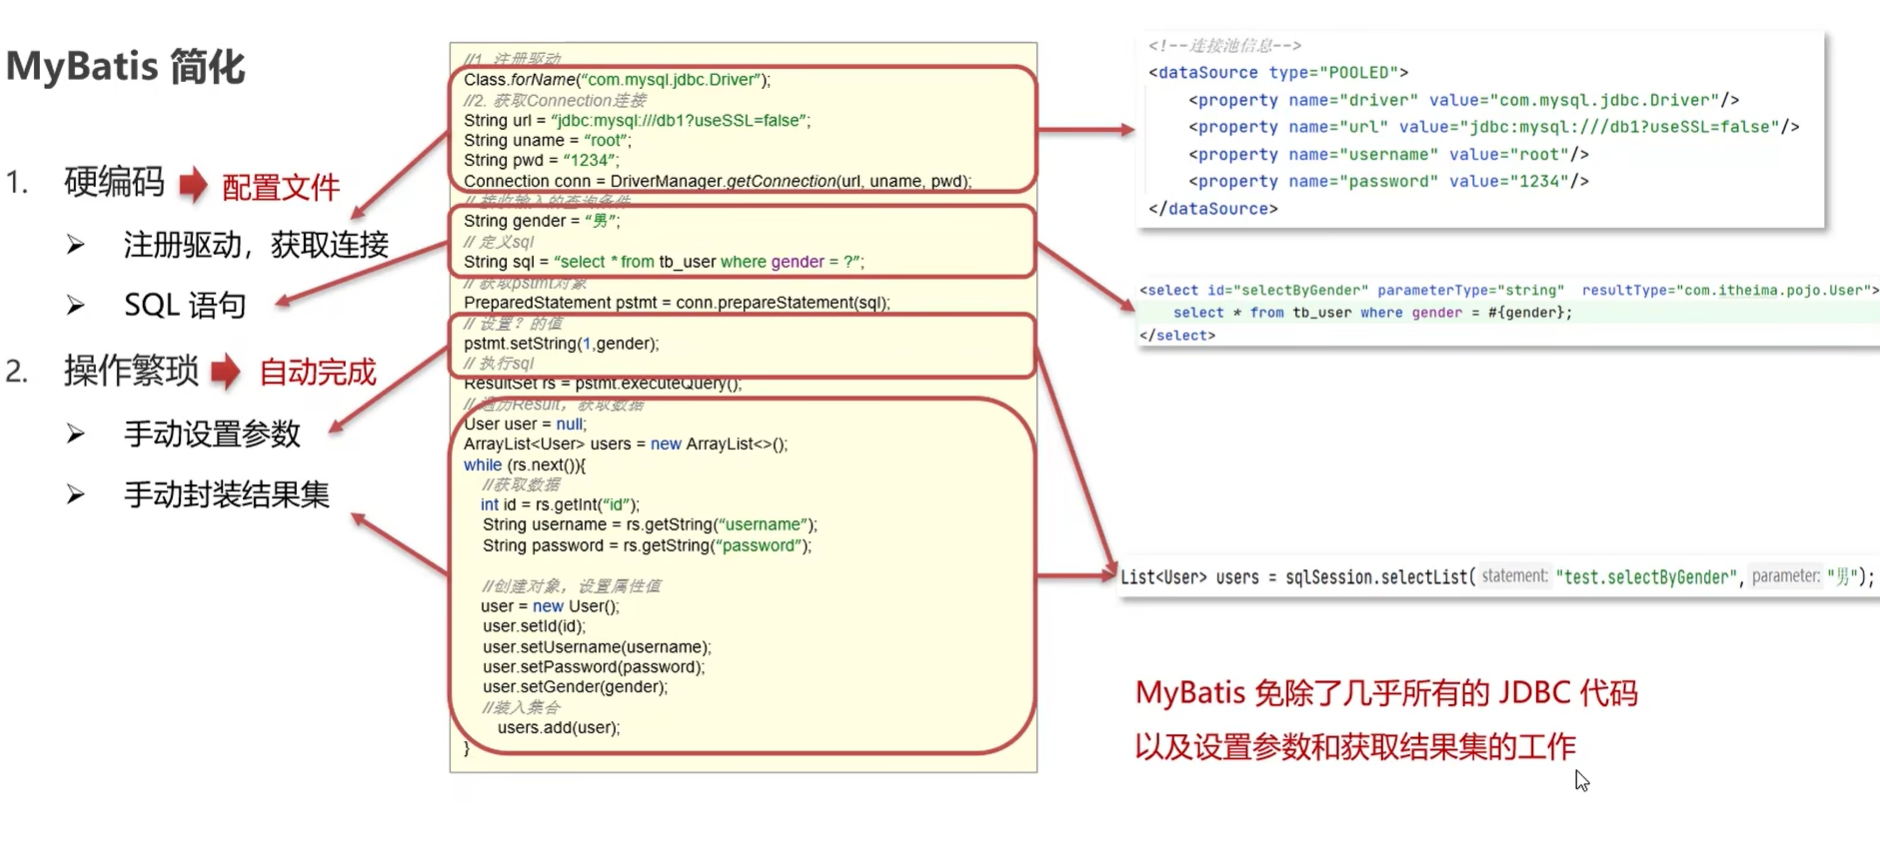 MyBatis 简化
1. 硬编码 配置文件
注册驱动，获取连接
SQL 语句
2. 操作繁琐 自动完成
手动设置参数
手动封装结果集
//1. 注册驱动
Class.forName(“com.mysql.jdbc.Driver”);
//2. 获取Connection连接
String url = “jdbc:mysql:///db1?useSSL=false”;
String uname = “root”;
String pwd = “1234”;
Connection conn = DriverManager.getConnection(url, uname, pwd);
// 接收输入的查询条件
String gender = “男”;
// 定义sql
String sql = “select * from tb_user where gender = ?”;
// 获取pstmt对象
PreparedStatement pstmt = conn.prepareStatement(sql);
// 设置？的值
pstmt.setString(1,gender);
// 执行sql
ResultSet rs = pstmt.executeQuery();
// 遍历Result，获取数据
User user = null;
ArrayList<User> users = new ArrayList<>();
while (rs.next()){
//获取数据
int id = rs.getInt(“id”);
String username = rs.getString(“username”);
String password = rs.getString(“password”);
//创建对象，设置属性值
user = new User();
user.setId(id);
user.setUsername(username);
user.setPassword(password);
user.setGender(gender);
//装入集合
users.add(user);
}
<!--连接池信息-->
<dataSource type="POOLED">
<property name="driver" value="com.mysql.jdbc.Driver"/>
<property name="url" value="jdbc:mysql:///db1?useSSL=false"/>
<property name="username" value="root"/>
<property name="password" value="1234"/>
</dataSource>
<select id="selectByGender" parameterType="string" resultType="com.itheima.pojo.User">
select * from tb_user where gender = #{gender};
</select>
List<User> users = sqlSession.selectList( statement: "test.selectByGender", parameter: "男");
MyBatis 免除了几乎所有的 JDBC 代码
以及设置参数和获取结果集的工作